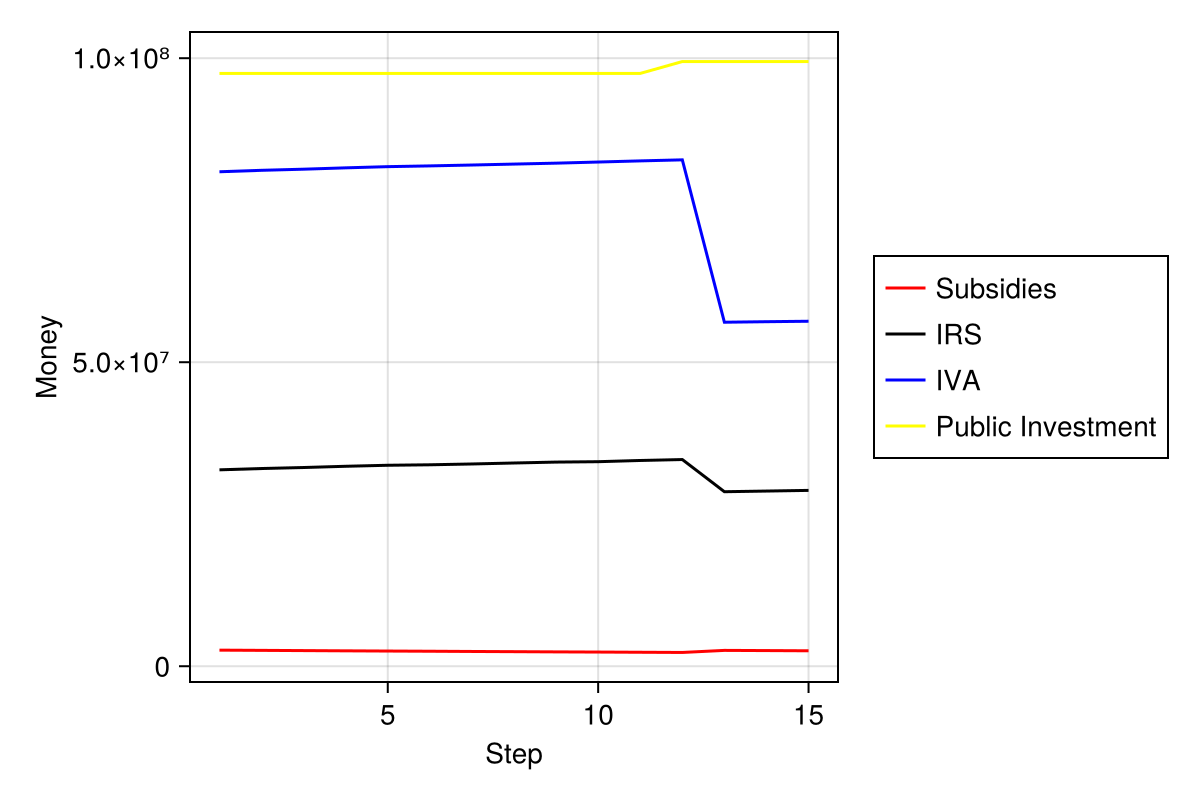 1.0×10⁸
5.0×10⁷
0
Money
5
10
15
Step
Subsidies
IRS
IVA
Public Investment